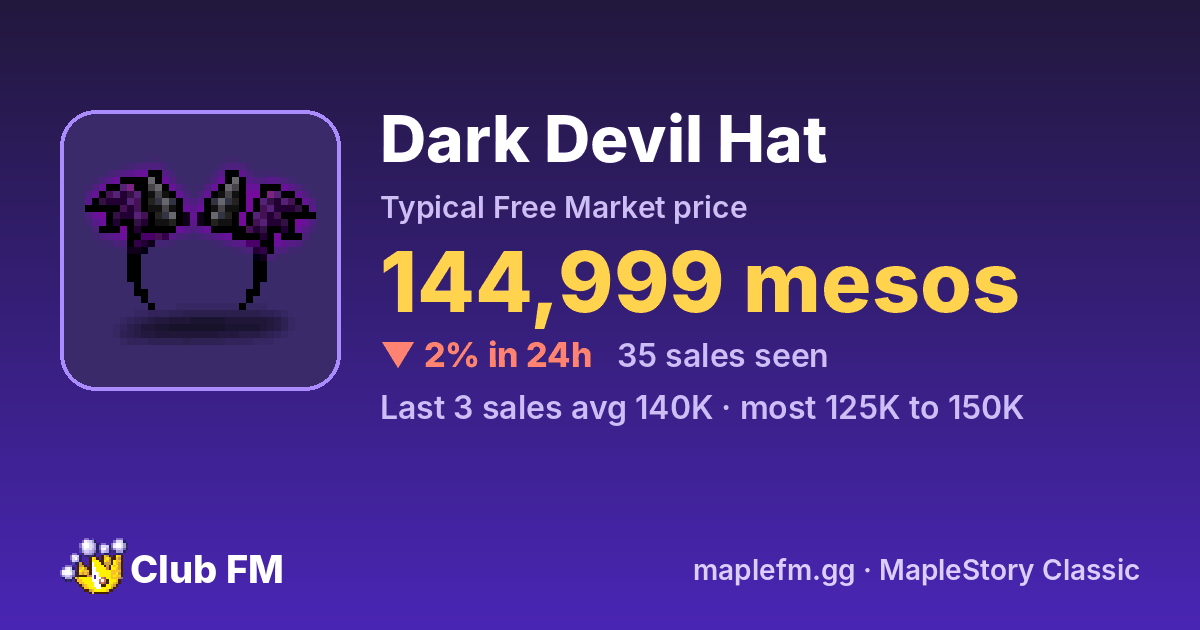 Dark Devil Hat
Typical Free Market price
144,999 mesos
▼ 2% in 24h 35 sales seen
Last 3 sales avg 140K · most 125K to 150K
Club FM
maplefm.gg · MapleStory Classic